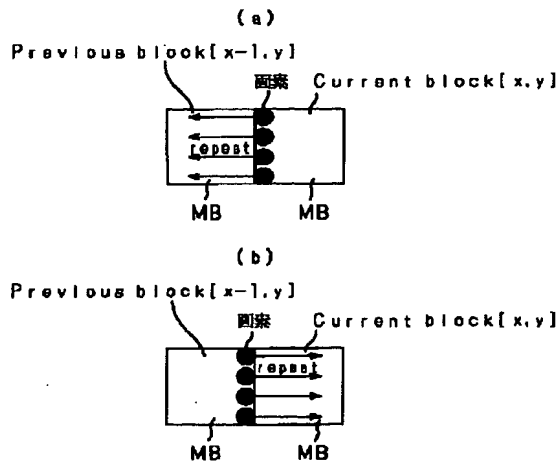 (a)
Previous block[x-1,y]
画素
Current block[x,y]
repeat
MB
MB
(b)
Previous block[x-1,y]
画素
Current block[x,y]
repeat
MB
MB